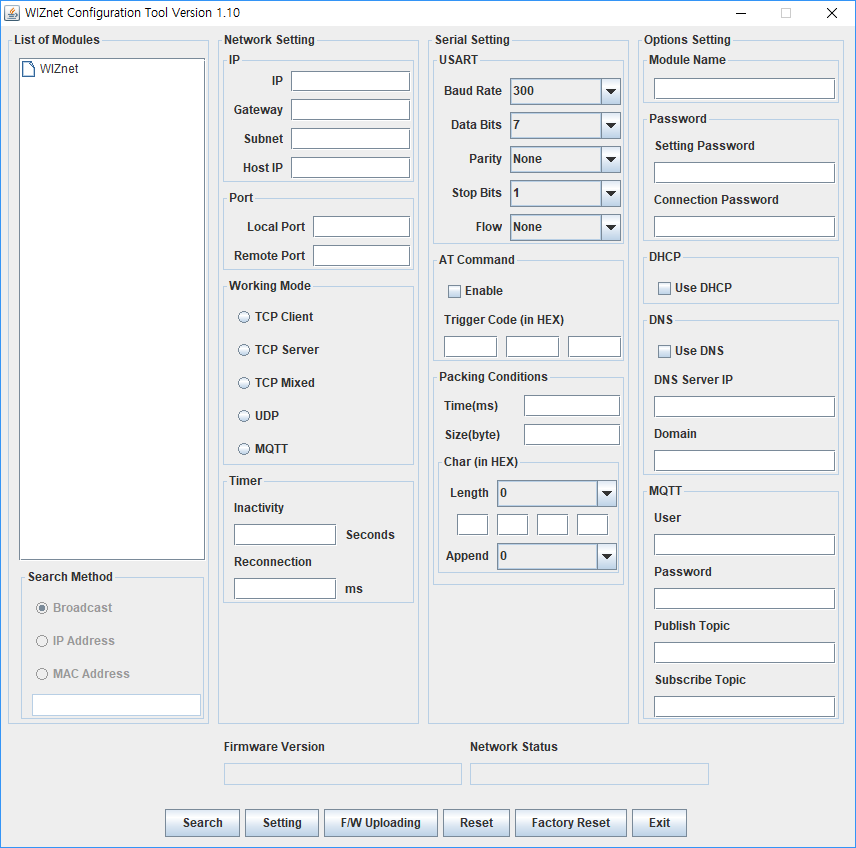 WIZnet Configuration Tool Version 1.10
List of Modules
WIZnet
Search Method
Broadcast
IP Address
MAC Address
Network Setting
IP
IP
Gateway
Subnet
Host IP
Port
Local Port
Remote Port
Working Mode
TCP Client
TCP Server
TCP Mixed
UDP
MQTT
Timer
Inactivity
Seconds
Reconnection
ms
Serial Setting
USART
Baud Rate 300
Data Bits 7
Parity None
Stop Bits 1
Flow None
AT Command
Enable
Trigger Code (in HEX)
Packing Conditions
Time(ms)
Size(byte)
Char (in HEX)
Length 0
Append 0
Options Setting
Module Name
Password
Setting Password
Connection Password
DHCP
Use DHCP
DNS
Use DNS
DNS Server IP
Domain
MQTT
User
Password
Publish Topic
Subscribe Topic
Firmware Version
Network Status
Search Setting F/W Uploading Reset Factory Reset Exit